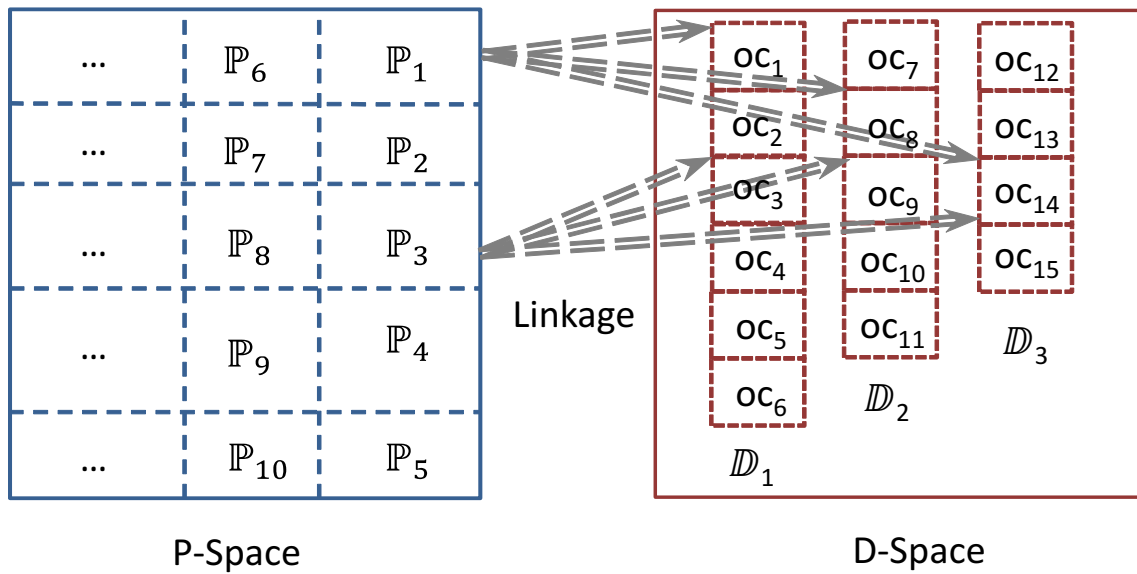 ... ℙ₆ ℙ₁
... ℙ₇ ℙ₂
... ℙ₈ ℙ₃
... ℙ₉ ℙ₄
... ℙ₁₀ ℙ₅
P-Space
Linkage
oc₁ oc₇ oc₁₂
oc₂ oc₈ oc₁₃
oc₃ oc₉ oc₁₄
oc₄ oc₁₀ oc₁₅
oc₅ oc₁₁ 𝔻₃
oc₆ 𝔻₂
𝔻₁
D-Space